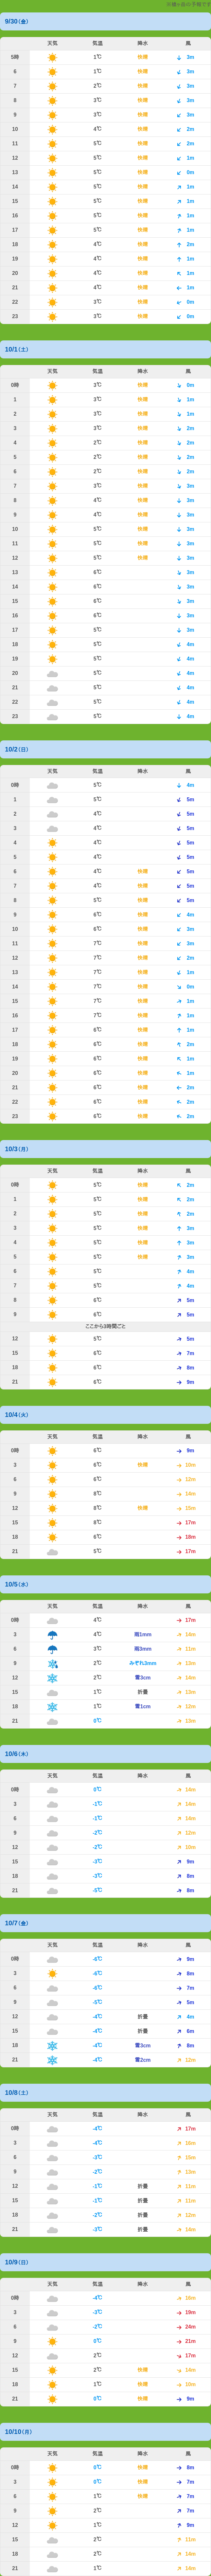 の予報です
9/30(金)
天気 気温 降水 風
5時 1℃ 快晴 3m
6 1℃ 快晴 3m
7 2℃ 快晴 3m
8 3℃ 快晴 3m
9 3℃ 快晴 3m
10 4℃ 快晴 2m
11 5℃ 快晴 2m
12 5℃ 快晴 1m
13 5℃ 快晴 0m
14 5℃ 快晴 1m
15 5℃ 快晴 1m
16 5℃ 快晴 1m
17 5℃ 快晴 1m
18 4℃ 快晴 2m
19 4℃ 快晴 1m
20 4℃ 快晴 1m
21 4℃ 快晴 1m
22 3℃ 快晴 0m
23 3℃ 快晴 0m
10/1(土)
天気 気温 降水 風
0時 3℃ 快晴 0m
1 3℃ 快晴 1m
2 3℃ 快晴 1m
3 3℃ 快晴 2m
4 2℃ 快晴 2m
5 2℃ 快晴 2m
6 2℃ 快晴 2m
7 3℃ 快晴 3m
8 4℃ 快晴 3m
9 4℃ 快晴 3m
10 5℃ 快晴 3m
11 5℃ 快晴 3m
12 5℃ 快晴 3m
13 6℃ 3m
14 6℃ 3m
15 6℃ 3m
16 6℃ 3m
17 5℃ 3m
18 5℃ 4m
19 5℃ 4m
20 5℃ 4m
21 5℃ 4m
22 5℃ 4m
23 5℃ 4m
10/2(日)
天気 気温 降水 風
0時 5℃ 4m
1 5℃ 5m
2 4℃ 5m
3 4℃ 5m
4 4℃ 5m
5 4℃ 5m
6 4℃ 快晴 5m
7 4℃ 快晴 5m
8 5℃ 快晴 5m
9 6℃ 快晴 4m
10 6℃ 快晴 3m
11 7℃ 快晴 3m
12 7℃ 快晴 2m
13 7℃ 快晴 1m
14 7℃ 快晴 0m
15 7℃ 快晴 1m
16 7℃ 快晴 1m
17 6℃ 快晴 1m
18 6℃ 快晴 2m
19 6℃ 快晴 1m
20 6℃ 快晴 1m
21 6℃ 快晴 2m
22 6℃ 快晴 2m
23 6℃ 快晴 2m
10/3(月)
天気 気温 降水 風
0時 5℃ 快晴 2m
1 5℃ 快晴 2m
2 5℃ 快晴 2m
3 5℃ 快晴 3m
4 5℃ 快晴 3m
5 5℃ 快晴 3m
6 5℃ 4m
7 5℃ 4m
8 6℃ 5m
9 6℃ 5m
ここから3時間ごと
12 5℃ 5m
15 6℃ 7m
18 6℃ 8m
21 6℃ 9m
10/4(火)
天気 気温 降水 風
0時 6℃ 9m
3 6℃ 快晴 10m
6 6℃ 12m
9 8℃ 14m
12 8℃ 快晴 15m
15 8℃ 17m
18 6℃ 18m
21 5℃ 17m
10/5(水)
天気 気温 降水 風
0時 4℃ 17m
3 4℃ 雨1mm 14m
6 3℃ 雨3mm 11m
9 2℃ みぞれ3mm 13m
12 2℃ 雪3cm 14m
15 1℃ 折曇 13m
18 1℃ 雪1cm 12m
21 0℃ 13m
10/6(木)
天気 気温 降水 風
0時 0℃ 14m
3 -1℃ 14m
6 -1℃ 14m
9 -2℃ 12m
12 -2℃ 10m
15 -3℃ 9m
18 -3℃ 8m
21 -5℃ 8m
10/7(金)
天気 気温 降水 風
0時 -6℃ 9m
3 -6℃ 8m
6 -6℃ 7m
9 -5℃ 5m
12 -4℃ 折曇 4m
15 -4℃ 折曇 6m
18 -4℃ 雪3cm 8m
21 -4℃ 雪2cm 12m
10/8(土)
天気 気温 降水 風
0時 -4℃ 17m
3 -4℃ 16m
6 -3℃ 15m
9 -2℃ 13m
12 -1℃ 折曇 11m
15 -1℃ 折曇 11m
18 -2℃ 折曇 12m
21 -3℃ 折曇 14m
10/9(日)
天気 気温 降水 風
0時 -4℃ 16m
3 -3℃ 19m
6 -2℃ 24m
9 0℃ 21m
12 2℃ 17m
15 2℃ 快晴 14m
18 1℃ 快晴 10m
21 0℃ 快晴 9m
10/10(月)
天気 気温 降水 風
0時 0℃ 快晴 8m
3 0℃ 快晴 7m
6 1℃ 快晴 7m
9 2℃ 7m
12 1℃ 9m
15 2℃ 11m
18 2℃ 14m
21 1℃ 14m